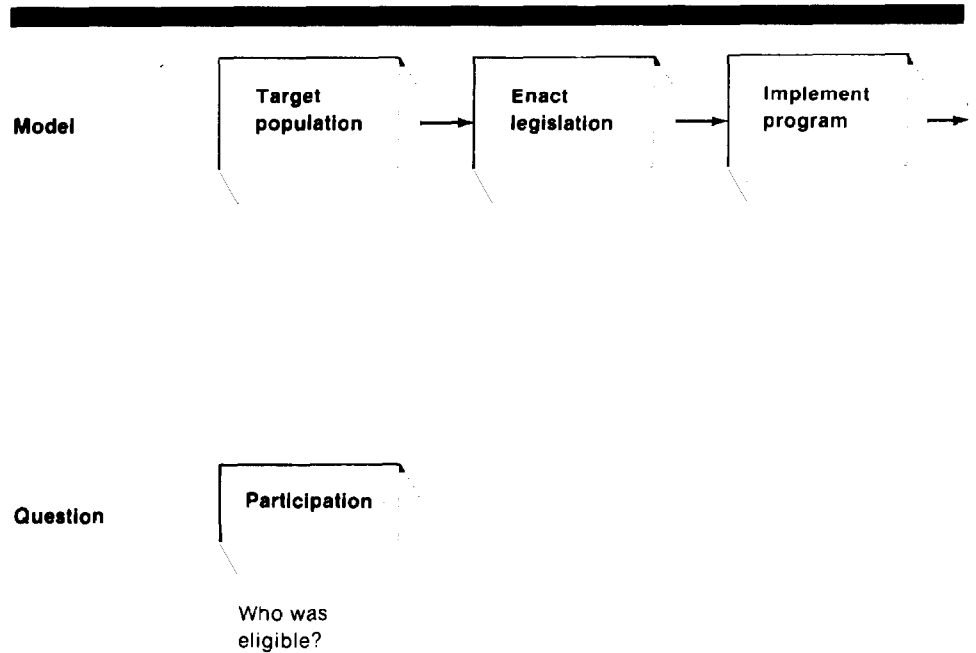 Model
Target
population
Enact
legislation
Implement
program
Question
Participation
Who was
eligible?